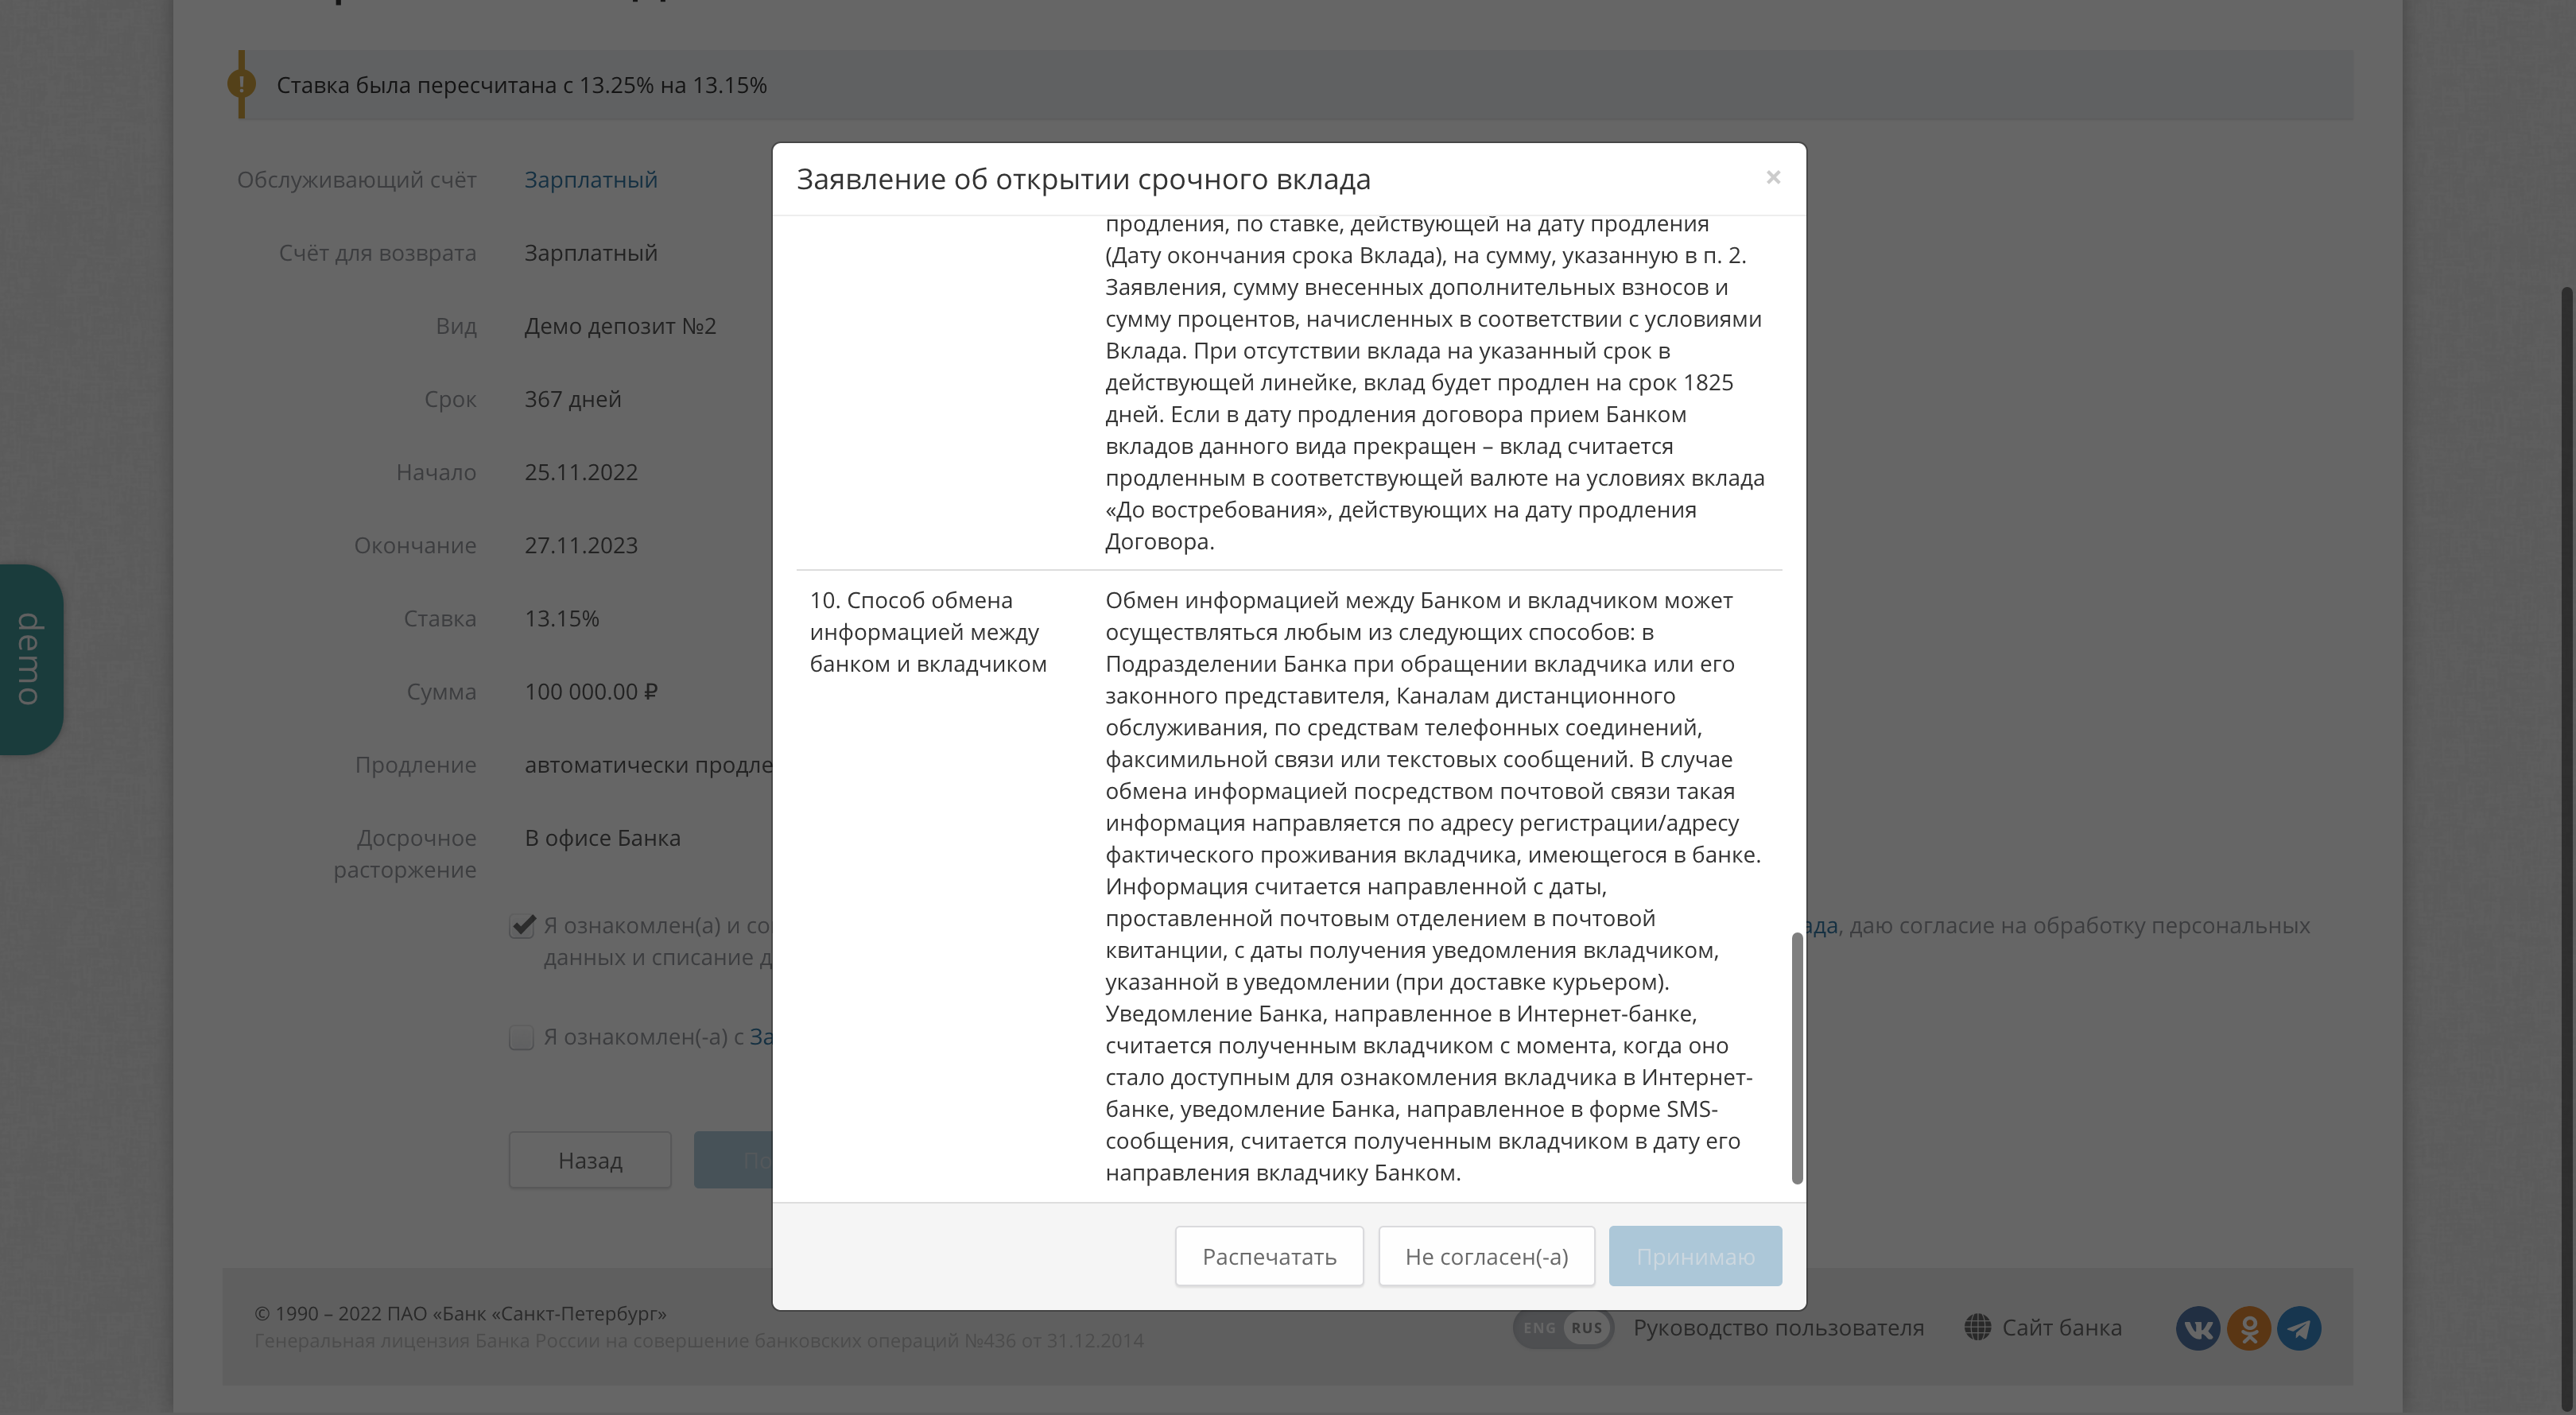 Ставка была пересчитана с 13.25% на 13.15%
Обслуживающий счёт Зарплатный
Счёт для возврата Зарплатный
Вид Демо депозит №2
Срок 367 дней
Начало 25.11.2022
Окончание 27.11.2023
Ставка 13.15%
Сумма 100 000.00 ₽
Продление автоматически продле
Досрочное расторжение В офисе Банка
Я ознакомлен(а) и со
ада, даю согласие на обработку персональных
данных и списание д
Я ознакомлен(-а) с За
Назад
По
demo
Заявление об открытии срочного вклада
×
продления, по ставке, действующей на дату продления
(Дату окончания срока Вклада), на сумму, указанную в п. 2.
Заявления, сумму внесенных дополнительных взносов и
сумму процентов, начисленных в соответствии с условиями
Вклада. При отсутствии вклада на указанный срок в
действующей линейке, вклад будет продлен на срок 1825
дней. Если в дату продления договора прием Банком
вкладов данного вида прекращен – вклад считается
продленным в соответствующей валюте на условиях вклада
«До востребования», действующих на дату продления
Договора.
10. Способ обмена
информацией между
банком и вкладчиком
Обмен информацией между Банком и вкладчиком может
осуществляться любым из следующих способов: в
Подразделении Банка при обращении вкладчика или его
законного представителя, Каналам дистанционного
обслуживания, по средствам телефонных соединений,
факсимильной связи или текстовых сообщений. В случае
обмена информацией посредством почтовой связи такая
информация направляется по адресу регистрации/адресу
фактического проживания вкладчика, имеющегося в банке.
Информация считается направленной с даты,
проставленной почтовым отделением в почтовой
квитанции, с даты получения уведомления вкладчиком,
указанной в уведомлении (при доставке курьером).
Уведомление Банка, направленное в Интернет-банке,
считается полученным вкладчиком с момента, когда оно
стало доступным для ознакомления вкладчика в Интернет-
банке, уведомление Банка, направленное в форме SMS-
сообщения, считается полученным вкладчиком в дату его
направления вкладчику Банком.
Распечатать
Не согласен(-а)
Принимаю
© 1990 – 2022 ПАО «Банк «Санкт-Петербург»
Генеральная лицензия Банка России на совершение банковских операций №436 от 31.12.2014
ENG RUS
Руководство пользователя
Сайт банка